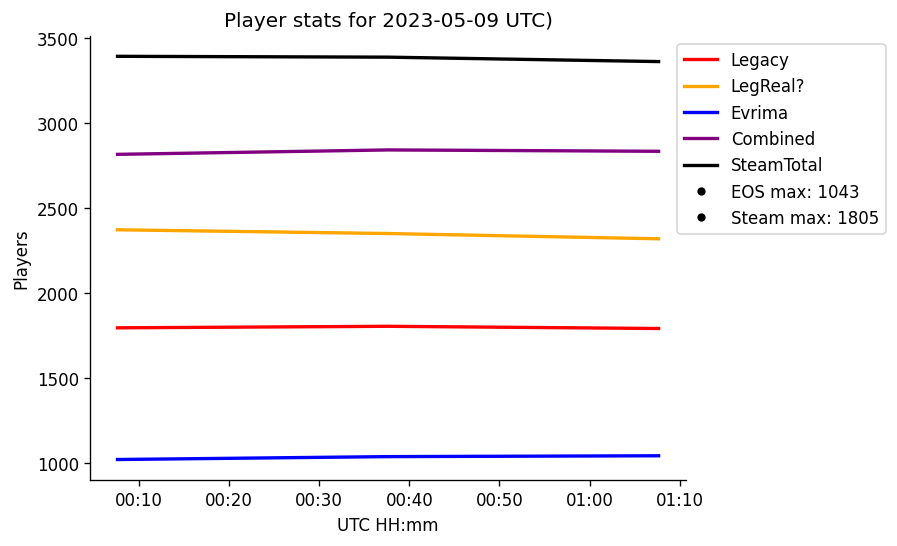 Player stats for 2023-05-09 UTC)
3500
3000
2500
2000
1500
1000
Players
00:10
00:20
00:30
00:40
00:50
01:00
01:10
UTC HH:mm
Legacy
LegReal?
Evrima
Combined
SteamTotal
EOS max: 1043
Steam max: 1805